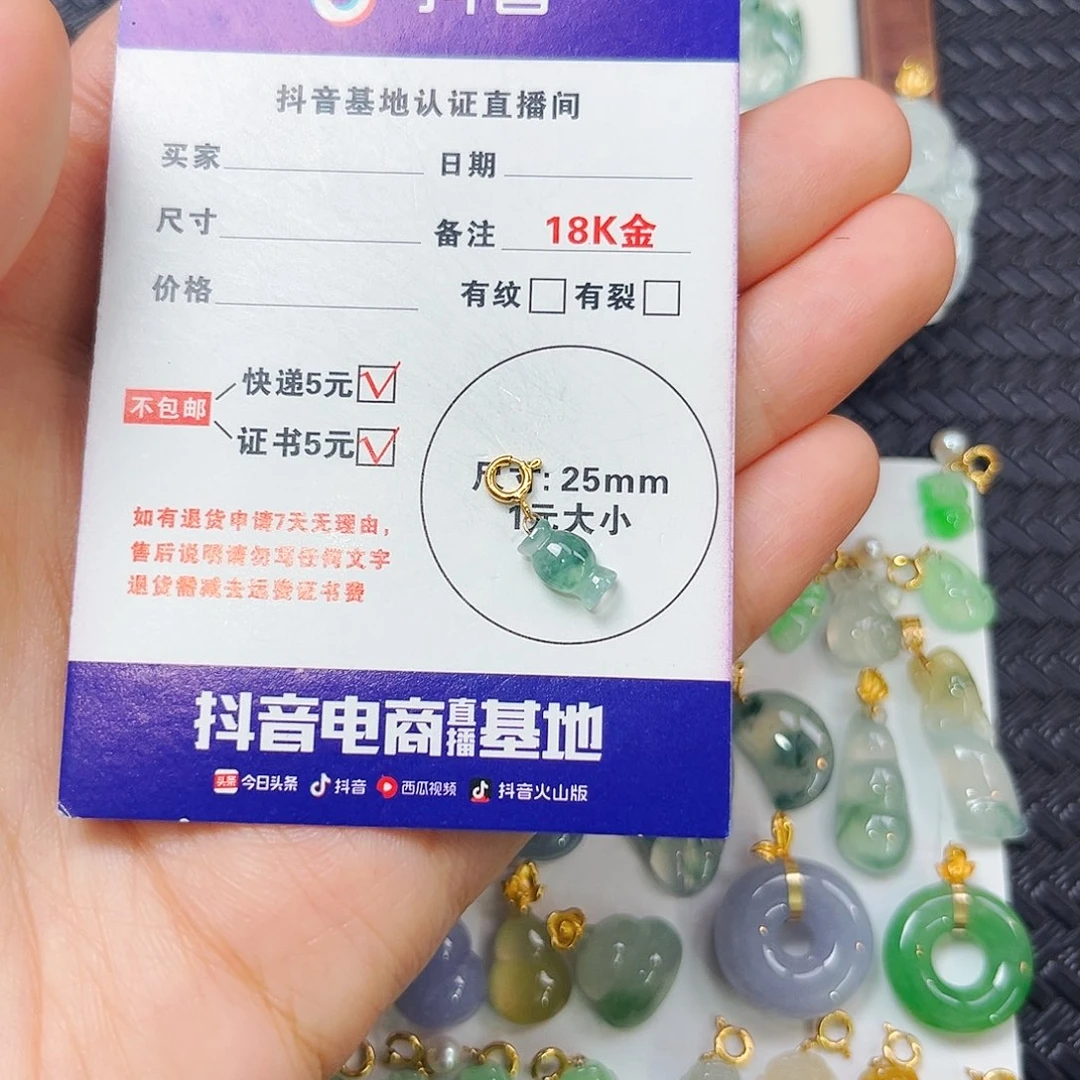 抖音
抖音基地认证直播间
买家 日期
尺寸 备注 18K金
价格 有纹 有裂
不包邮
快递5元
证书5元
如有退货申请7天无理由,
售后说明请勿写任何文字
退货需减去运费证书费
尺寸: 25mm
1元大小
抖音电商直播基地
头条 今日头条 抖音 西瓜视频 抖音火山版